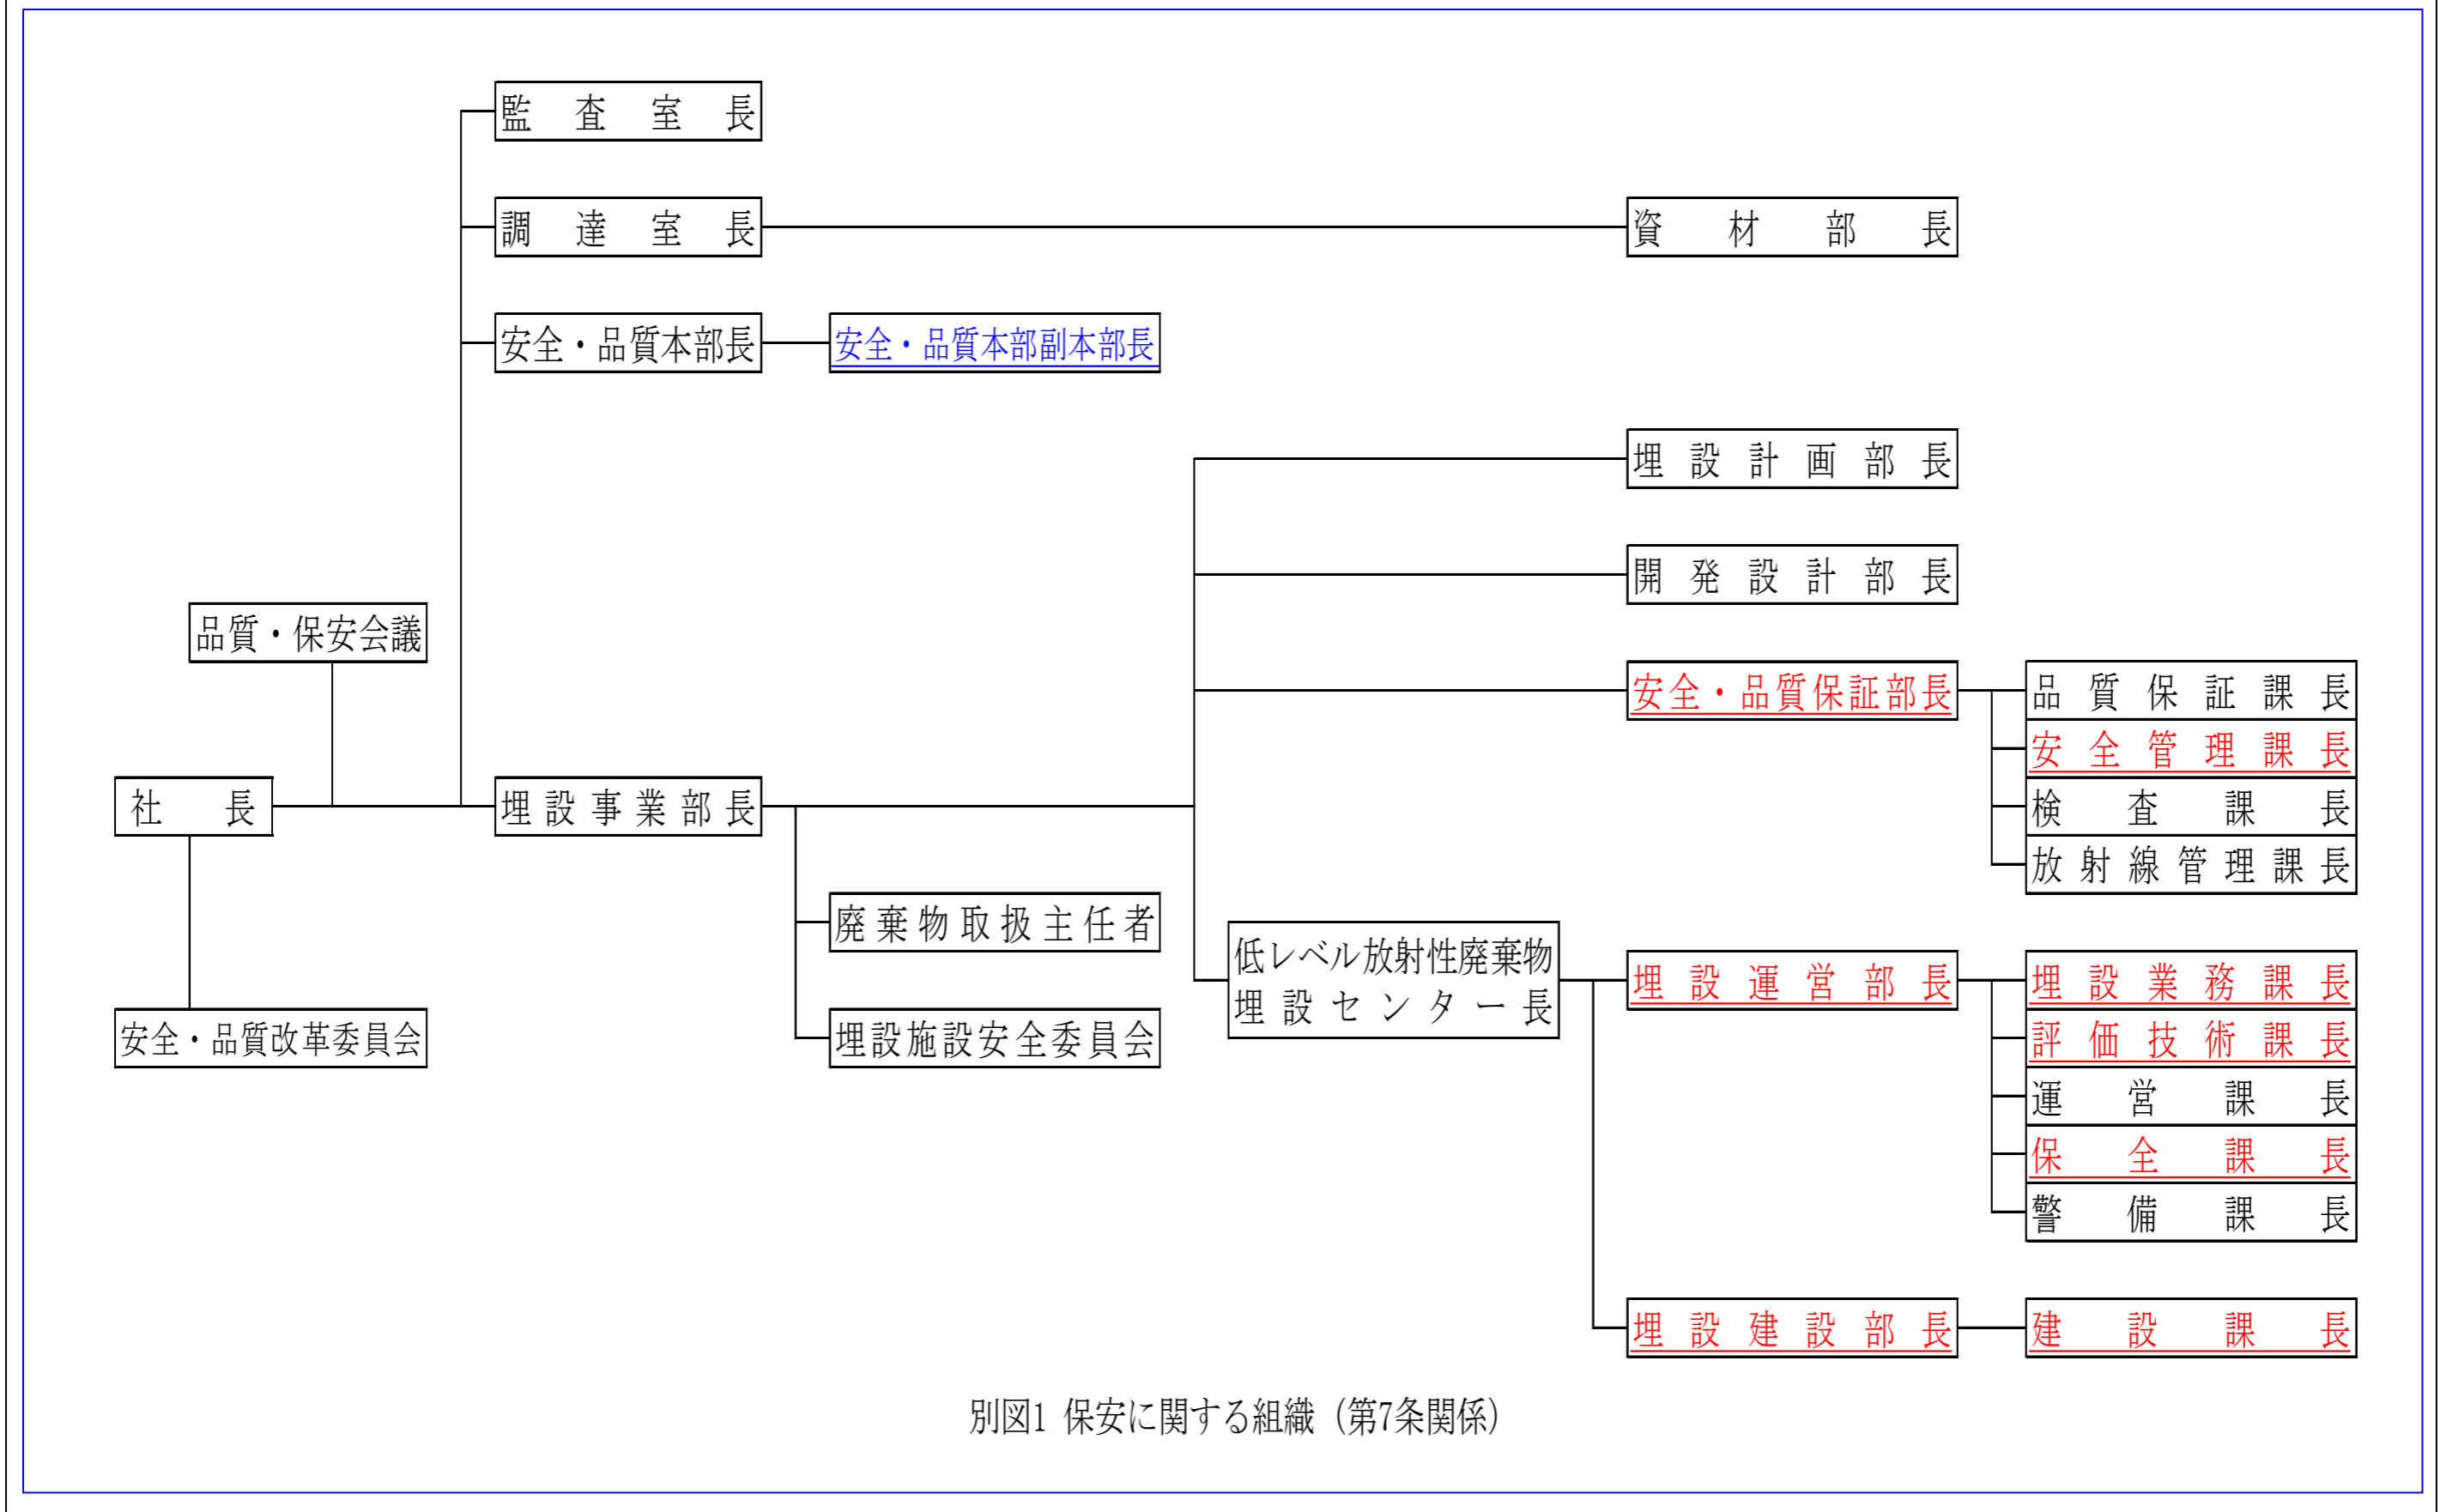 監査室長
調達室長
資材部長
安全・品質本部長
安全・品質本部副本部長
埋設計画部長
開発設計部長
品質・保安会議
安全・品質保証部長
品質保証課長
安全管理課長
検査課長
放射線管理課長
社長
埋設事業部長
廃棄物取扱主任者
埋設施設安全委員会
安全・品質改革委員会
低レベル放射性廃棄物
埋設センター長
埋設運営部長
埋設業務課長
評価技術課長
運営課長
保全課長
警備課長
埋設建設部長
建設課長
別図1 保安に関する組織（第7条関係）